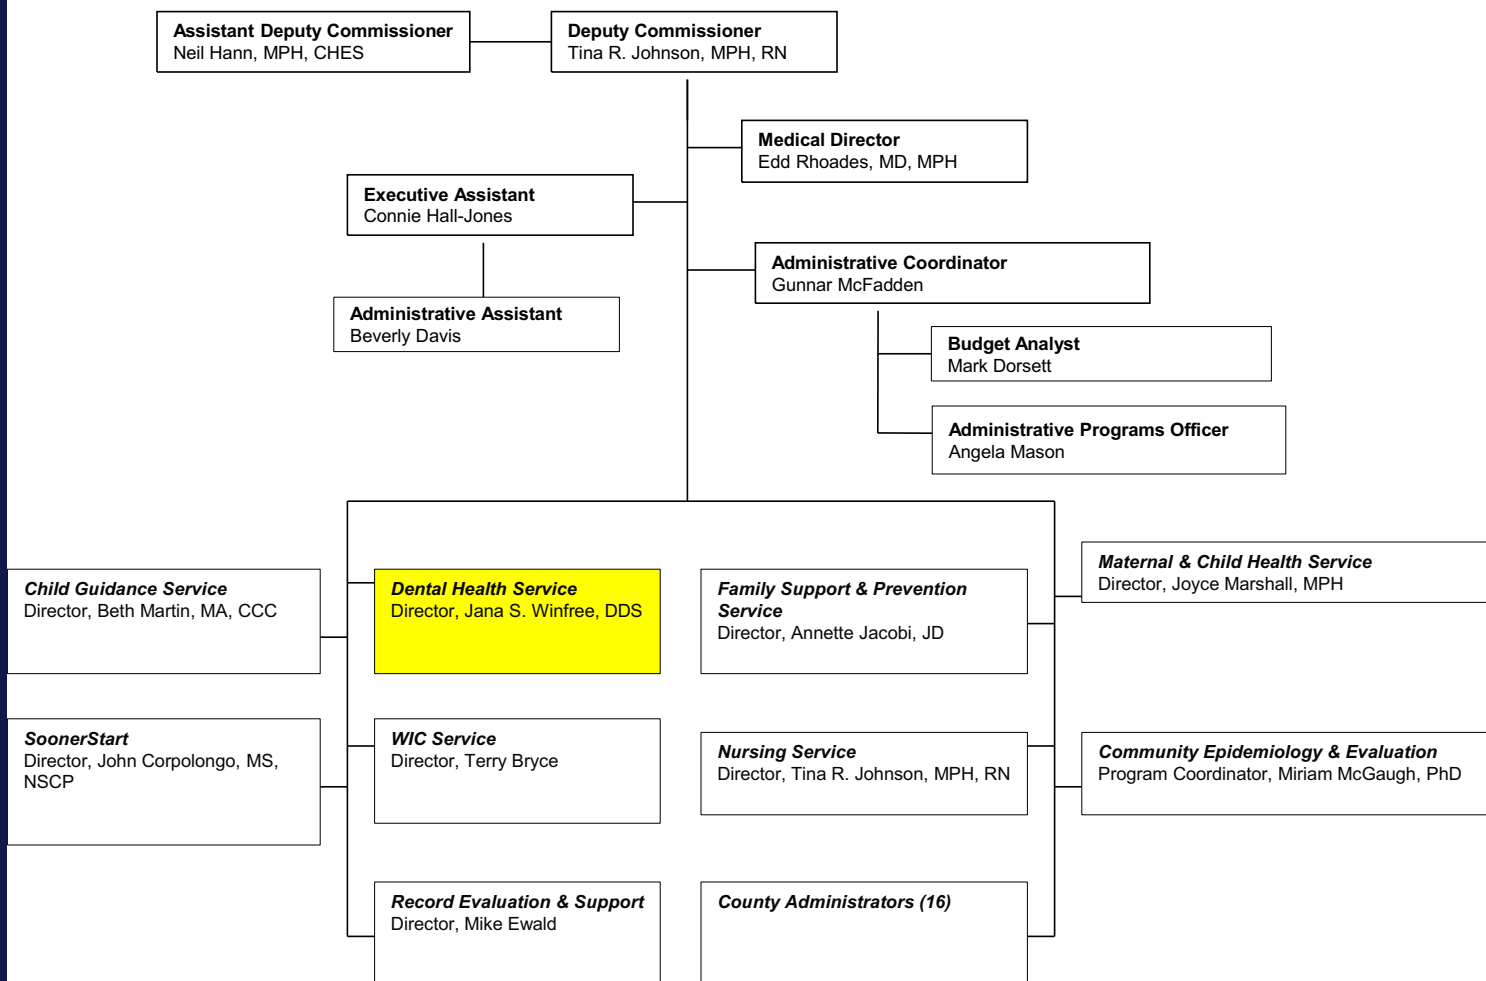 Assistant Deputy Commissioner
Neil Hann, MPH, CHES
Deputy Commissioner
Tina R. Johnson, MPH, RN
Medical Director
Edd Rhoades, MD, MPH
Executive Assistant
Connie Hall-Jones
Administrative Coordinator
Gunnar McFadden
Administrative Assistant
Beverly Davis
Budget Analyst
Mark Dorsett
Administrative Programs Officer
Angela Mason
Child Guidance Service
Director, Beth Martin, MA, CCC
Dental Health Service
Director, Jana S. Winfree, DDS
Family Support & Prevention
Service
Director, Annette Jacobi, JD
Maternal & Child Health Service
Director, Joyce Marshall, MPH
SoonerStart
Director, John Corpolongo, MS,
NSCP
WIC Service
Director, Terry Bryce
Nursing Service
Director, Tina R. Johnson, MPH, RN
Community Epidemiology & Evaluation
Program Coordinator, Miriam McGaugh, PhD
Record Evaluation & Support
Director, Mike Ewald
County Administrators (16)